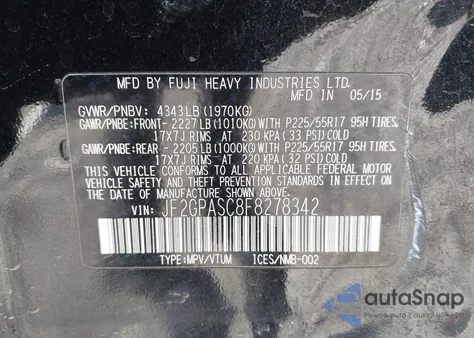 MFD BY FUJI HEAVY INDUSTRIES LTD.
MFD IN 05/15
GVWR/PNBV: 4343LB (1970KG)
GAWR/PNBE:FRONT- 2227LB(1010KG)WITH P225/55R17 95H TIRES,
17X7J RIMS AT 230 KPA (33 PSI)COLD
GAWR/PNBE:REAR - 2205LB(1000KG)WITH P225/55R17 95H TIRES,
17X7J RIMS AT 220 KPA (32 PSI)COLD
THIS VEHICLE CONFORMS TO ALL APPLICABLE FEDERAL MOTOR
VEHICLE SAFETY AND THEFT PREVENTION STANDARDS IN EFFECT
ON THE DATE OF MANUFACTURE SHOWN ABOVE.
VIN: JF2GPASC8F8278342
TYPE:MPV/VTUM ICES/NMB-002
autoSnap